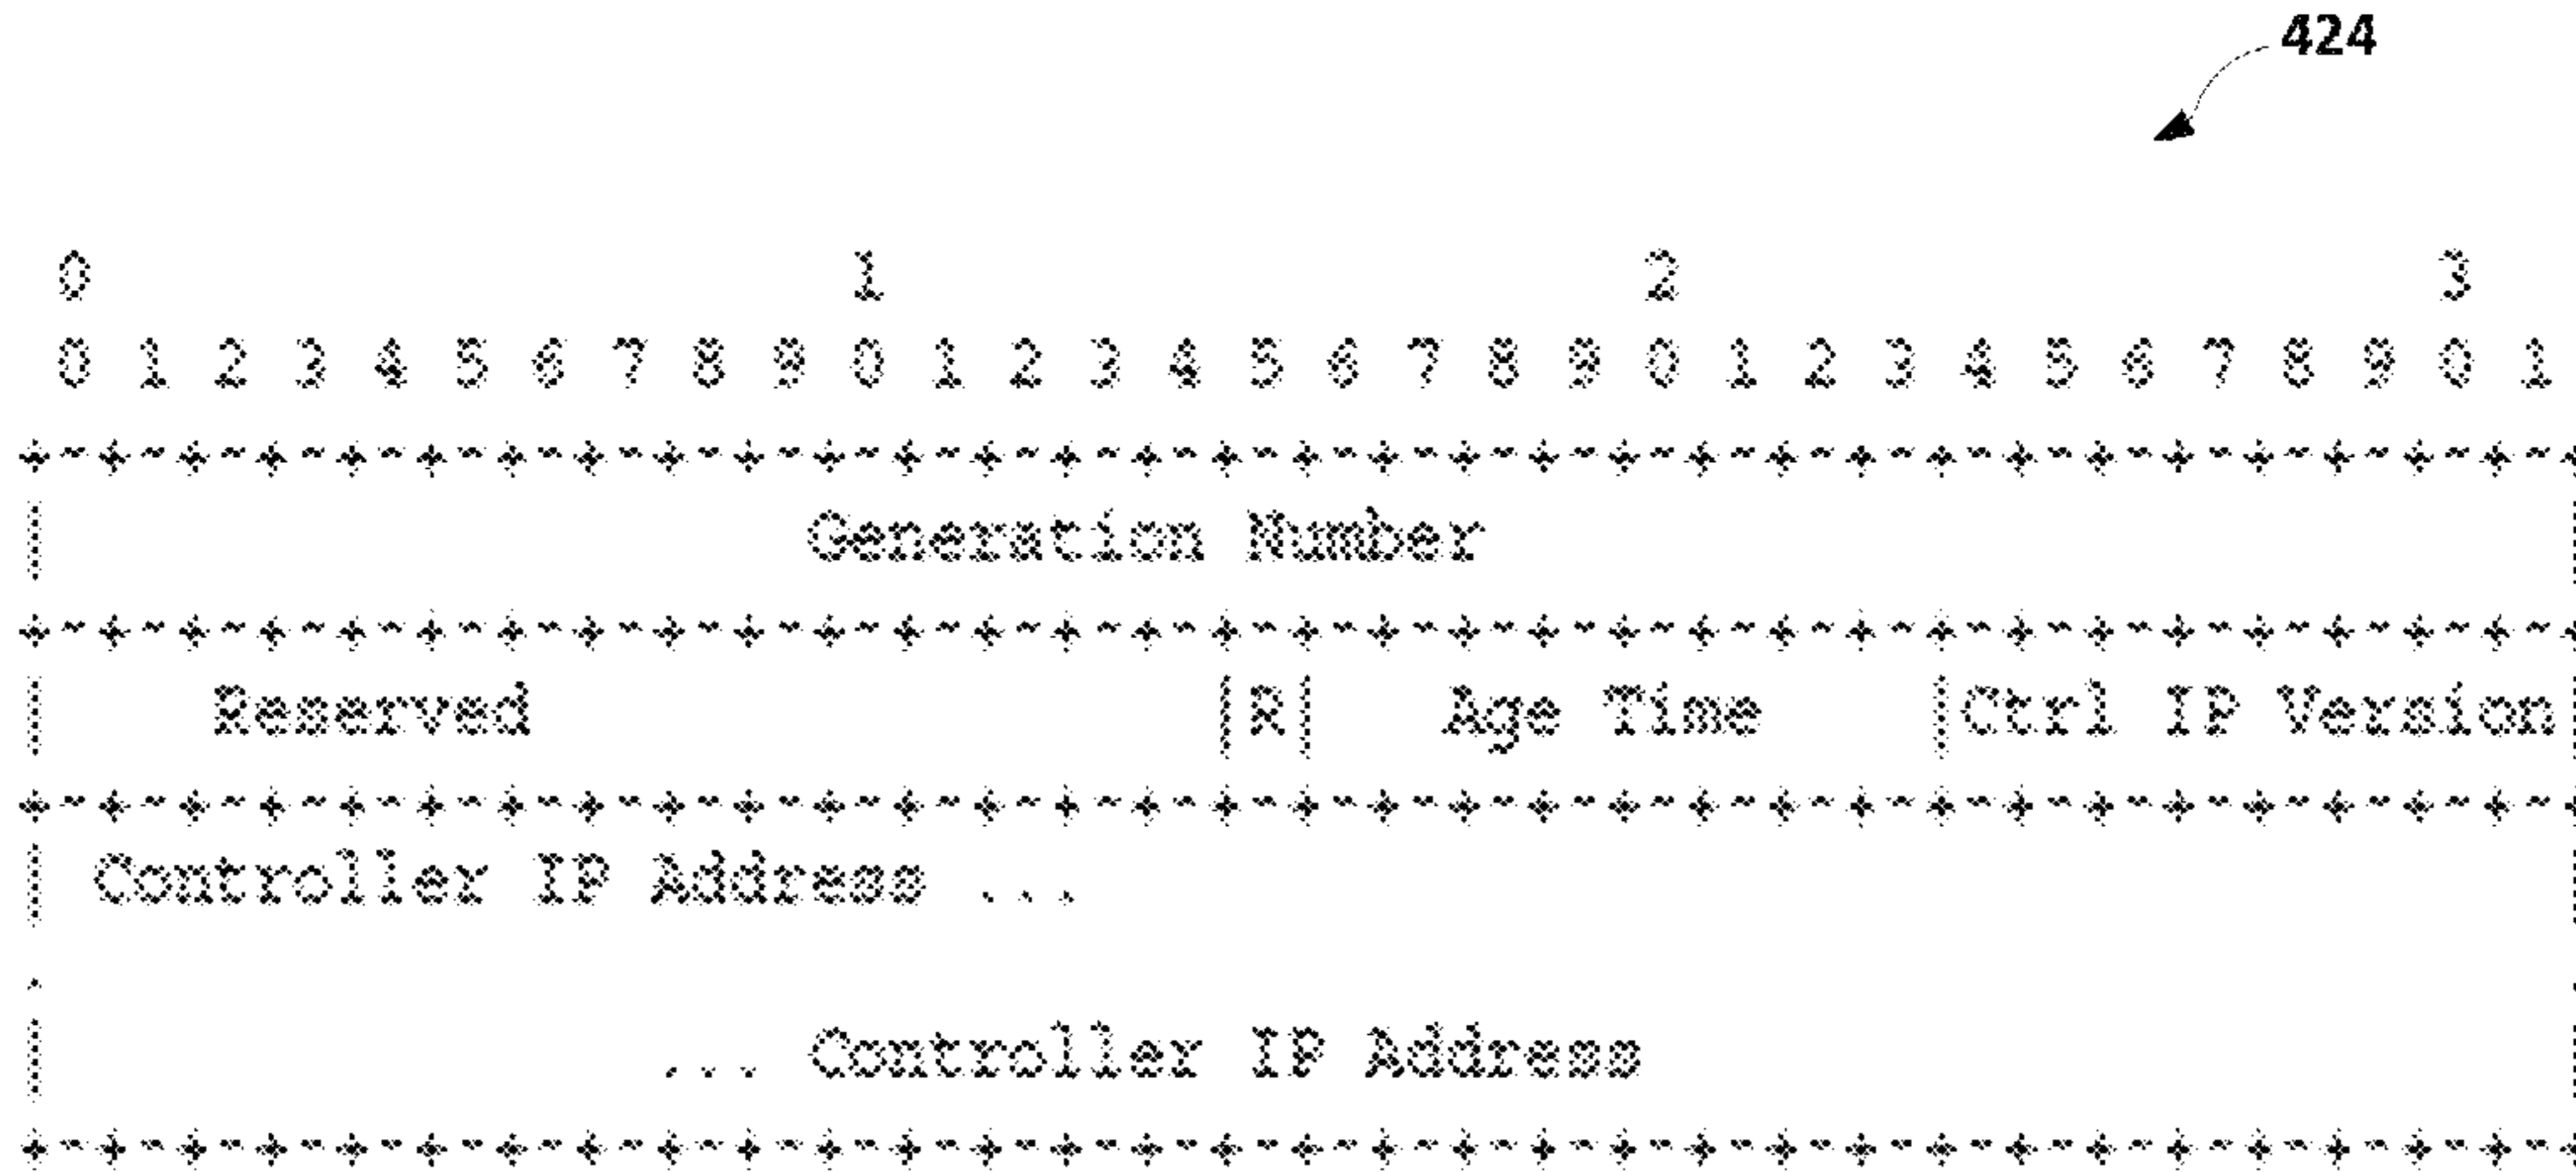 424
0 1 2 3
0 1 2 3 4 5 6 7 8 9 0 1 2 3 4 5 6 7 8 9 0 1 2 3 4 5 6 7 8 9 0 1
+-+-+-+-+-+-+-+-+-+-+-+-+-+-+-+-+-+-+-+-+-+-+-+-+-+-+-+-+-+-+-+-+
| Generation Number |
+-+-+-+-+-+-+-+-+-+-+-+-+-+-+-+-+-+-+-+-+-+-+-+-+-+-+-+-+-+-+-+-+
| Reserved |R| Age Time |Ctrl IP Version|
+-+-+-+-+-+-+-+-+-+-+-+-+-+-+-+-+-+-+-+-+-+-+-+-+-+-+-+-+-+-+-+-+
| Controller IP Address ... |
. .
| ... Controller IP Address |
+-+-+-+-+-+-+-+-+-+-+-+-+-+-+-+-+-+-+-+-+-+-+-+-+-+-+-+-+-+-+-+-+